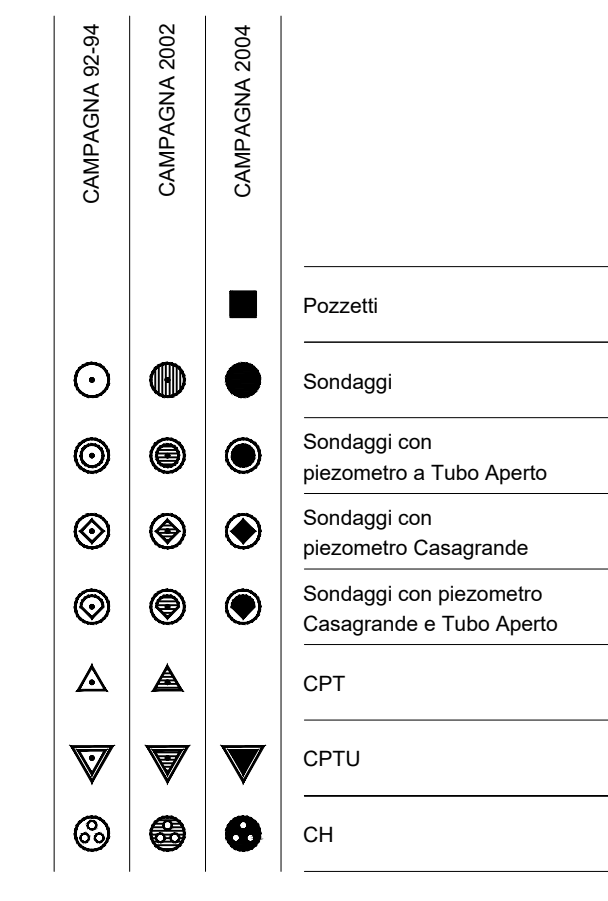 CAMPAGNA 92-94
CAMPAGNA 2002
CAMPAGNA 2004
Pozzetti
Sondaggi
Sondaggi con
piezometro a Tubo Aperto
Sondaggi con
piezometro Casagrande
Sondaggi con piezometro
Casagrande e Tubo Aperto
CPT
CPTU
CH